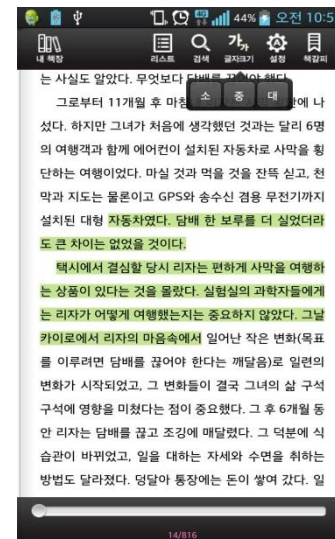 44% 오전 10:5
내 책장 리스트 검색 가가 글자크기 설정 책갈피
는 사실도 알았다. 무엇보다 담배를 끊어야 했다.
소 중 대
그로부터 11개월 후 마침 에 나
섰다. 하지만 그녀가 처음에 생각했던 것과는 달리 6명
의 여행객과 함께 에어컨이 설치된 자동차로 사막을 횡
단하는 여행이었다. 마실 것과 먹을 것을 잔뜩 싣고, 천
막과 지도는 물론이고 GPS와 송수신 겸용 무전기까지
설치된 대형 자동차였다. 담배 한 보루를 더 실었더라
도 큰 차이는 없었을 것이다.
택시에서 결심할 당시 리자는 편하게 사막을 여행하
는 상품이 있다는 것을 몰랐다. 실험실의 과학자들에게
는 리자가 어떻게 여행했는지는 중요하지 않았다. 그날
카이로에서 리자의 마음속에서 일어난 작은 변화(목표
를 이루려면 담배를 끊어야 한다는 깨달음)로 일련의
변화가 시작되었고, 그 변화들이 결국 그녀의 삶 구석
구석에 영향을 미쳤다는 점이 중요했다. 그 후 6개월 동
안 리자는 담배를 끊고 조깅에 매달렸다. 그 덕분에 식
습관이 바뀌었고, 일을 대하는 자세와 수면을 취하는
방법도 달라졌다. 덩달아 통장에는 돈이 쌓여 갔다. 일
14/816